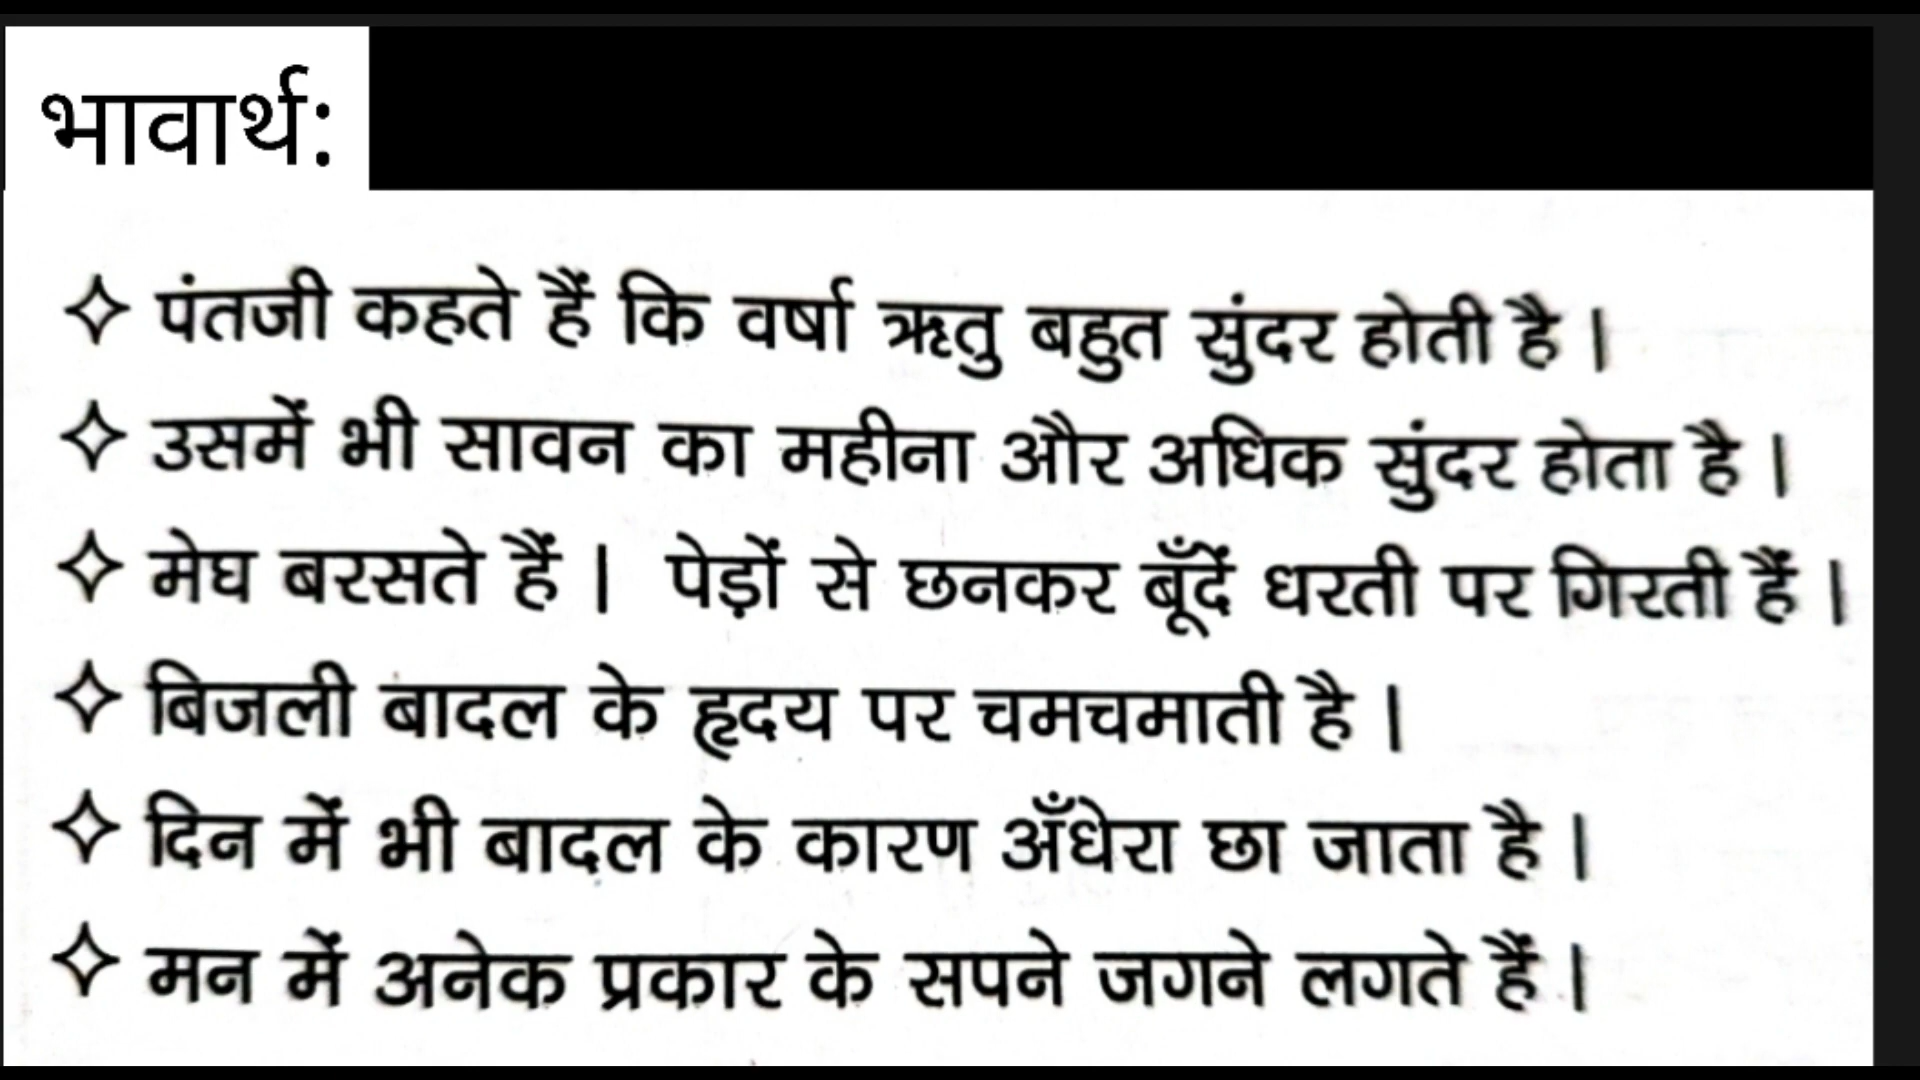 भावार्थ:
✧ पंतजी कहते हैं कि वर्षा ऋतु बहुत सुंदर होती है ।
✧ उसमें भी सावन का महीना और अधिक सुंदर होता है ।
✧ मेघ बरसते हैं । पेड़ों से छनकर बूँदें धरती पर गिरती हैं ।
✧ बिजली बादल के हृदय पर चमचमाती है ।
✧ दिन में भी बादल के कारण अँधेरा छा जाता है ।
✧ मन में अनेक प्रकार के सपने जगने लगते हैं ।